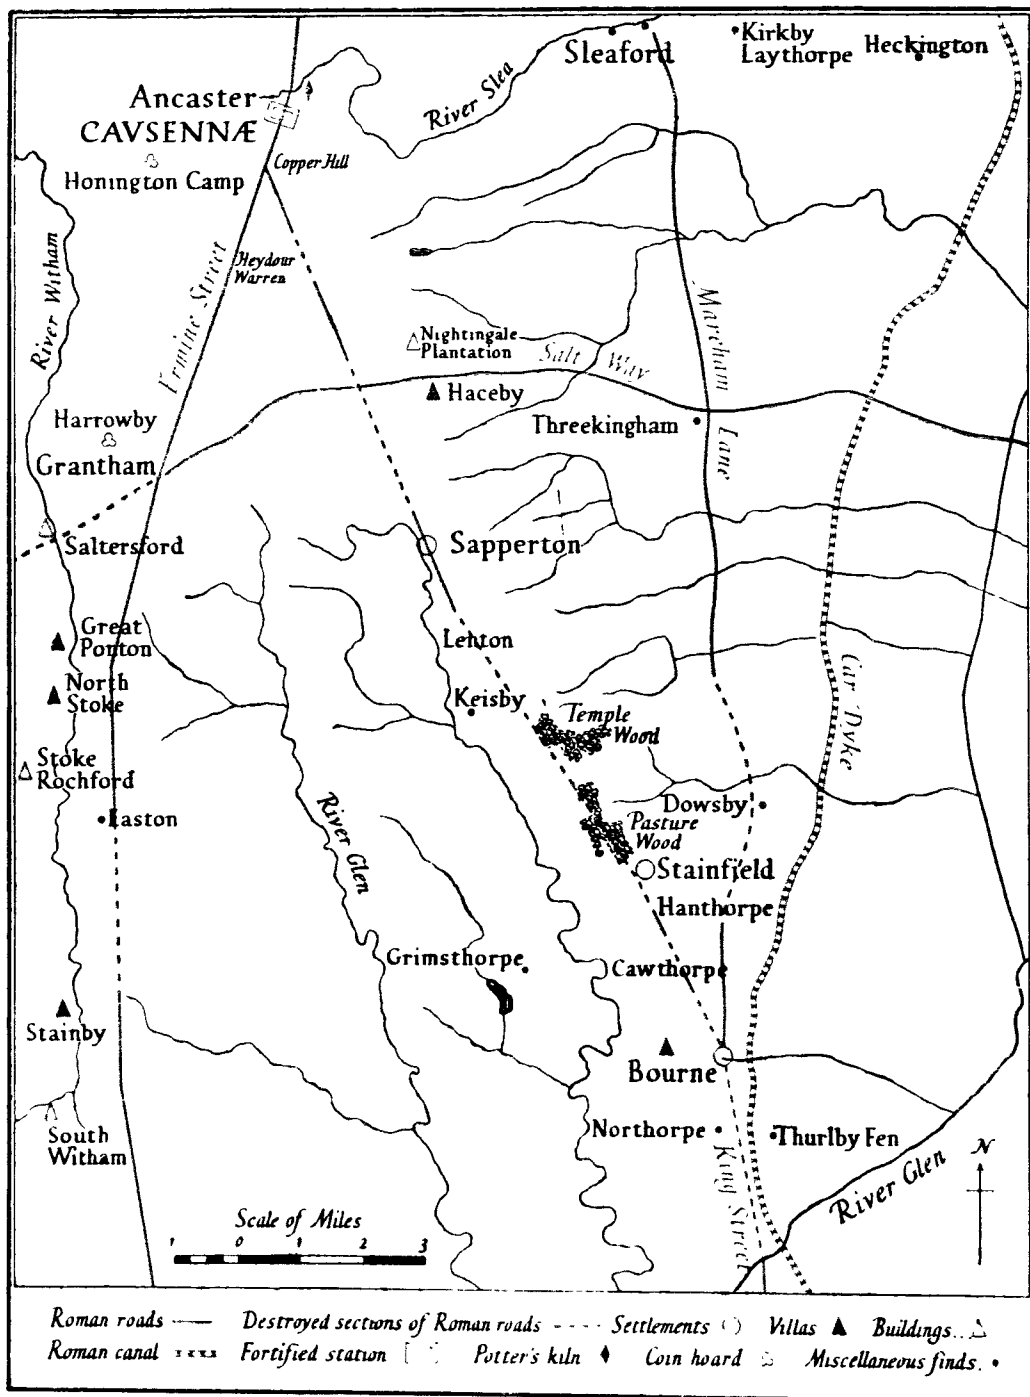 Kirkby
Laythorpe
Heckington
Sleaford
River Slea
Ancaster
CAVSENNÆ
Copper Hill
Honington Camp
River Witham
Heydour
Warren
Ermine Street
Mareham Lane
Nightingale
Plantation
Salt Way
Haceby
Harrowby
Threekingham
Grantham
Saltersford
Sapperton
Great
Ponton
Lenton
North
Stoke
Keisby
Temple
Wood
Car Dyke
Stoke
Rochford
Easton
River Glen
Dowsby
Pasture
Wood
Stainfield
Hanthorpe
Grimsthorpe
Cawthorpe
Stainby
Bourne
South
Witham
Northorpe
Thurlby Fen
King Street
River Glen
N
Scale of Miles
1 0 1 2 3
Roman roads Destroyed sections of Roman roads Settlements Villas Buildings..
Roman canal Fortified station Potter's kiln Coin hoard Miscellaneous finds.